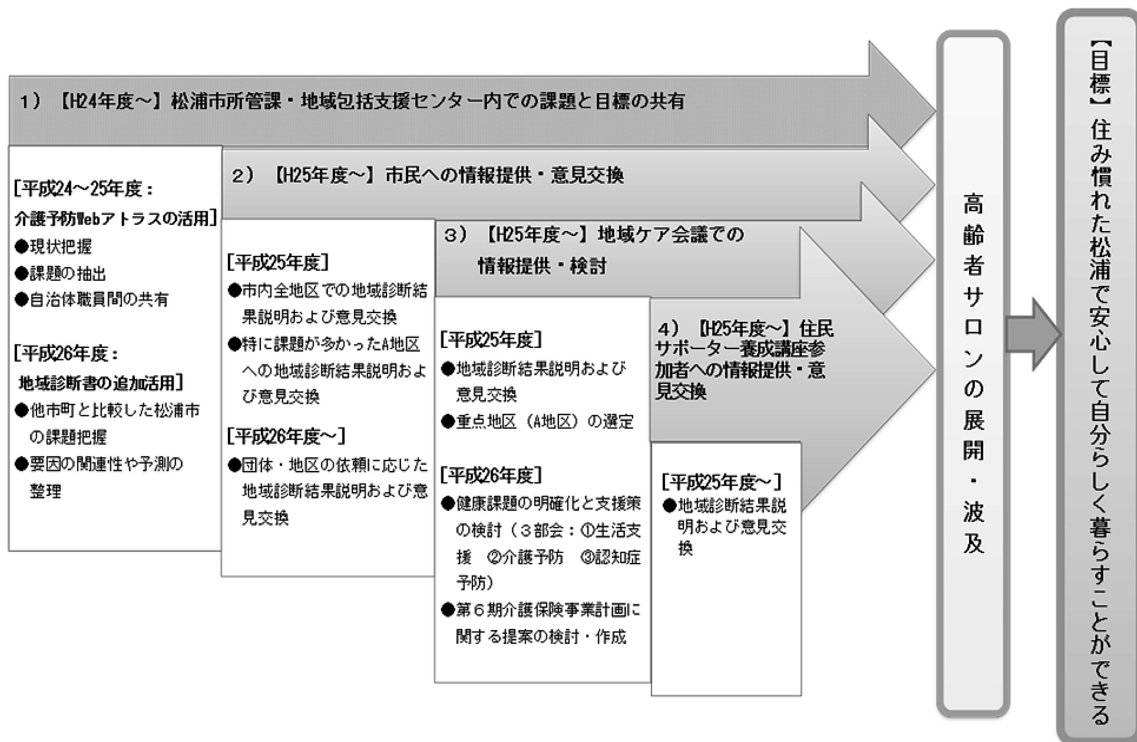 1）【H24年度～】松浦市所管課・地域包括支援センター内での課題と目標の共有
[平成24～25年度：
介護予防Webアトラスの活用]
●現状把握
●課題の抽出
●自治体職員間の共有
[平成26年度：
地域診断書の追加活用]
●他市町と比較した松浦市
の課題把握
●要因の関連性や予測の
整理
2）【H25年度～】市民への情報提供・意見交換
[平成25年度]
●市内全地区での地域診断結
果説明および意見交換
●特に課題が多かったA地区
への地域診断結果説明およ
び意見交換
[平成26年度～]
●団体・地区の依頼に応じた
地域診断結果説明および意
見交換
3）【H25年度～】地域ケア会議での
情報提供・検討
[平成25年度]
●地域診断結果説明および
意見交換
●重点地区（A地区）の選定
[平成26年度]
●健康課題の明確化と支援策
の検討（3部会：①生活支
援　②介護予防　③認知症
予防）
●第6期介護保険事業計画に
関する提案の検討・作成
4）【H25年度～】住民
サポーター養成講座参
加者への情報提供・意
見交換
[平成25年度～]
●地域診断結果説
明および意見交
換
高齢者サロンの展開・波及
【目標】住み慣れた松浦で安心して自分らしく暮らすことができる